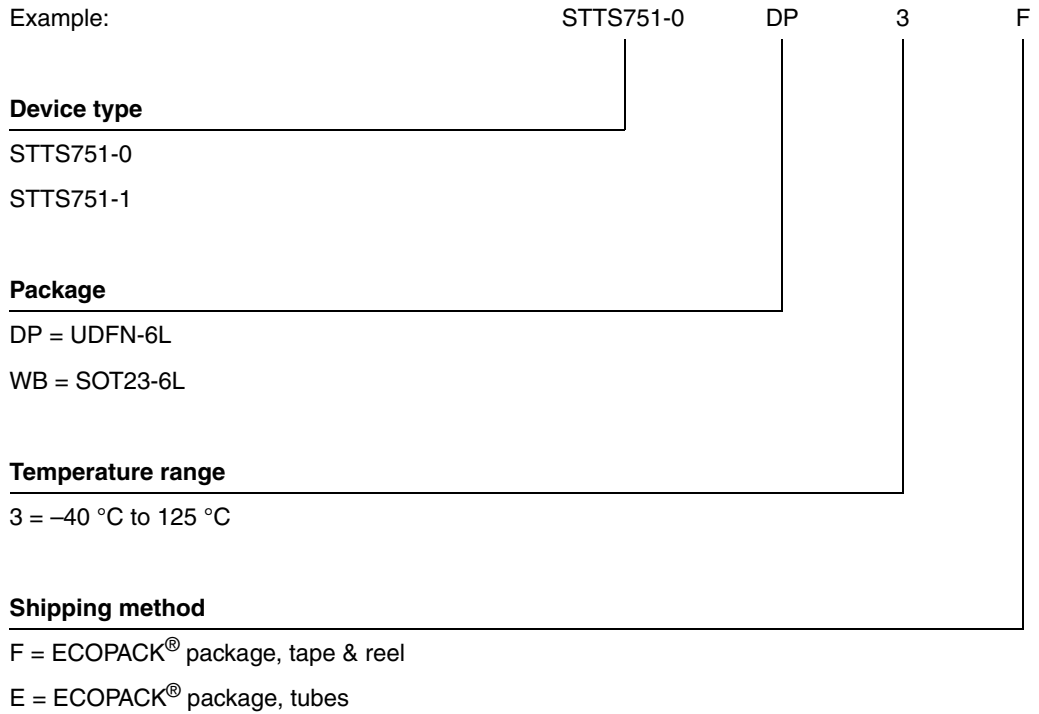 Example: STTS751-0 DP 3 F
Device type
STTS751-0
STTS751-1
Package
DP = UDFN-6L
WB = SOT23-6L
Temperature range
3 = –40 °C to 125 °C
Shipping method
F = ECOPACK® package, tape & reel
E = ECOPACK® package, tubes